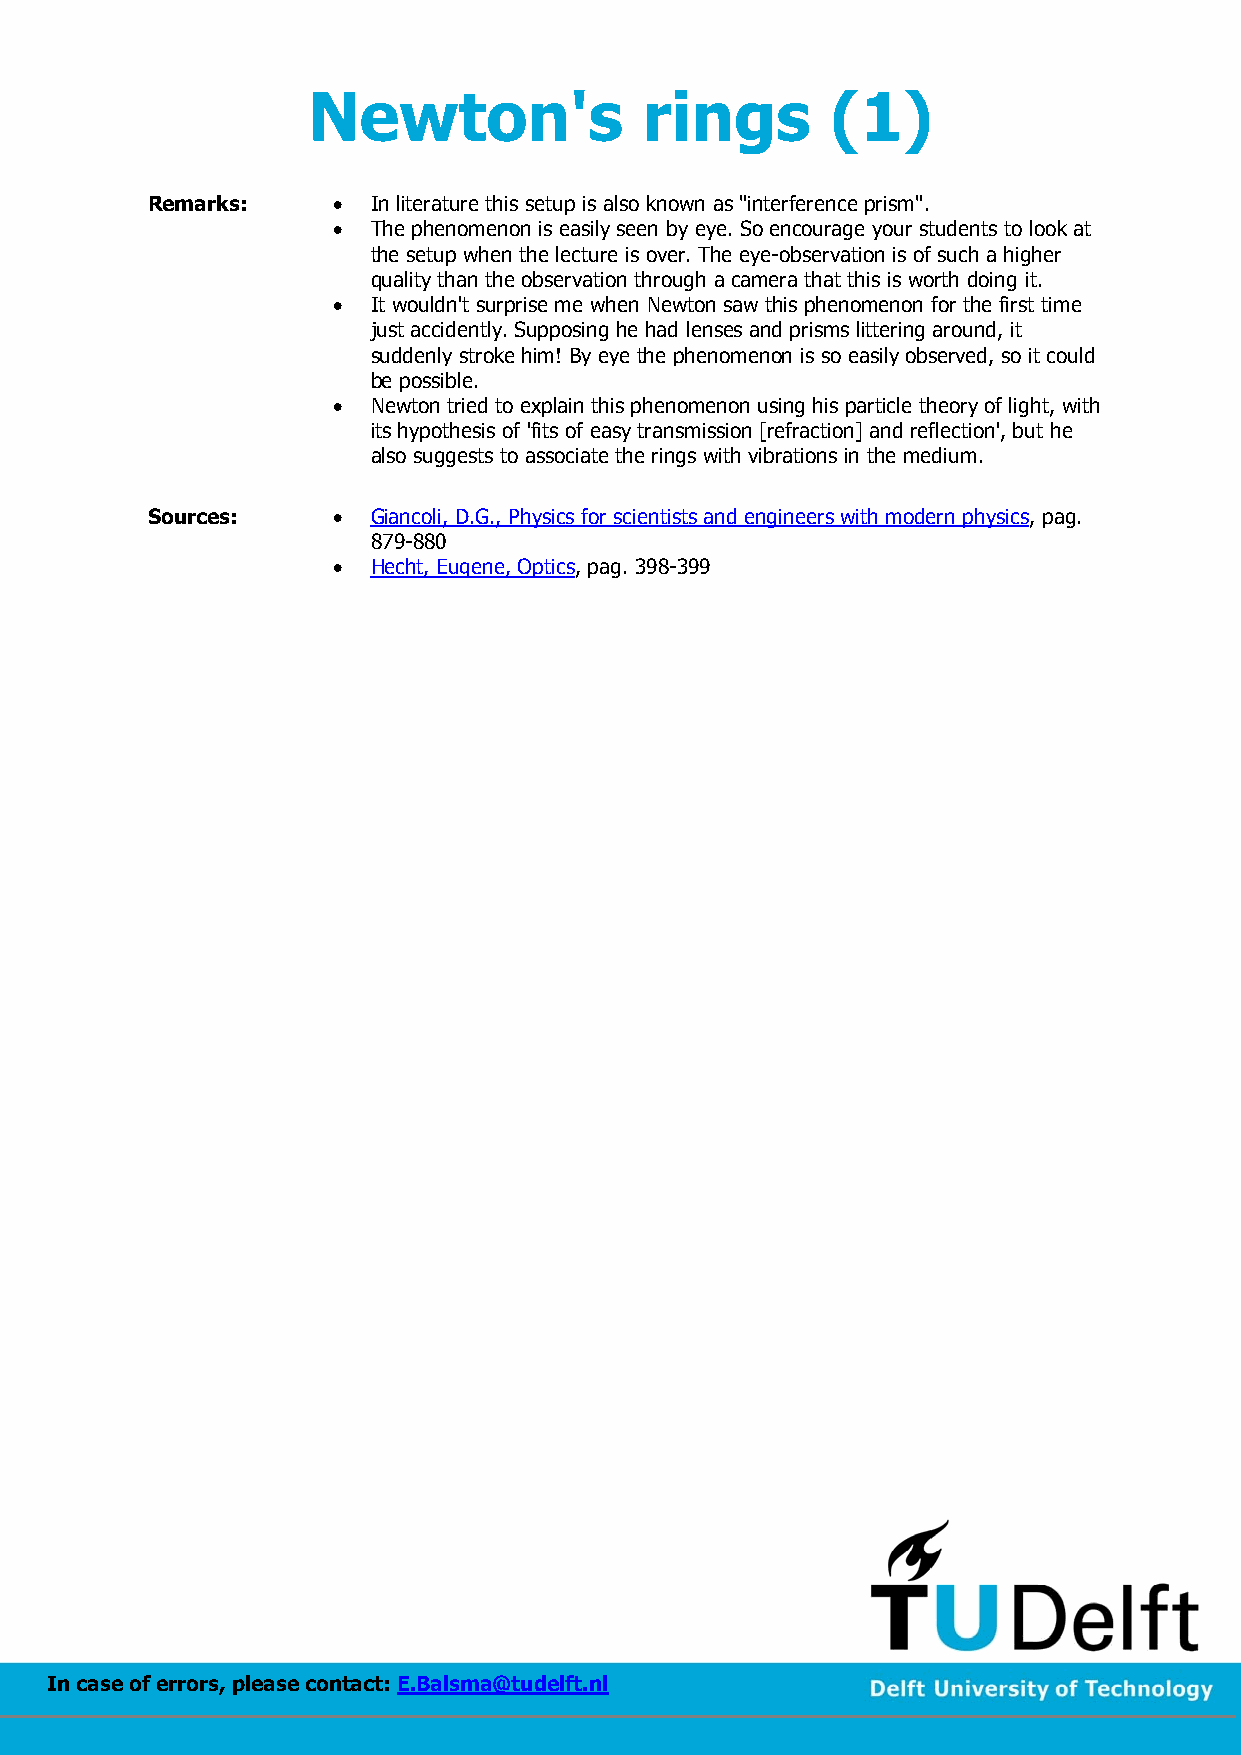 Newton's rings (1)
Remarks:
• In literature this setup is also known as "interference prism".
• The phenomenon is easily seen by eye. So encourage your students to look at
the setup when the lecture is over. The eye-observation is of such a higher
quality than the observation through a camera that this is worth doing it.
• It wouldn't surprise me when Newton saw this phenomenon for the first time
just accidently. Supposing he had lenses and prisms littering around, it
suddenly stroke him! By eye the phenomenon is so easily observed, so it could
be possible.
• Newton tried to explain this phenomenon using his particle theory of light, with
its hypothesis of 'fits of easy transmission [refraction] and reflection', but he
also suggests to associate the rings with vibrations in the medium.
Sources:
• Giancoli, D.G., Physics for scientists and engineers with modern physics, pag.
879-880
• Hecht, Eugene, Optics, pag. 398-399
TUDelft
In case of errors, please contact: E.Balsma@tudelft.nl
Delft University of Technology